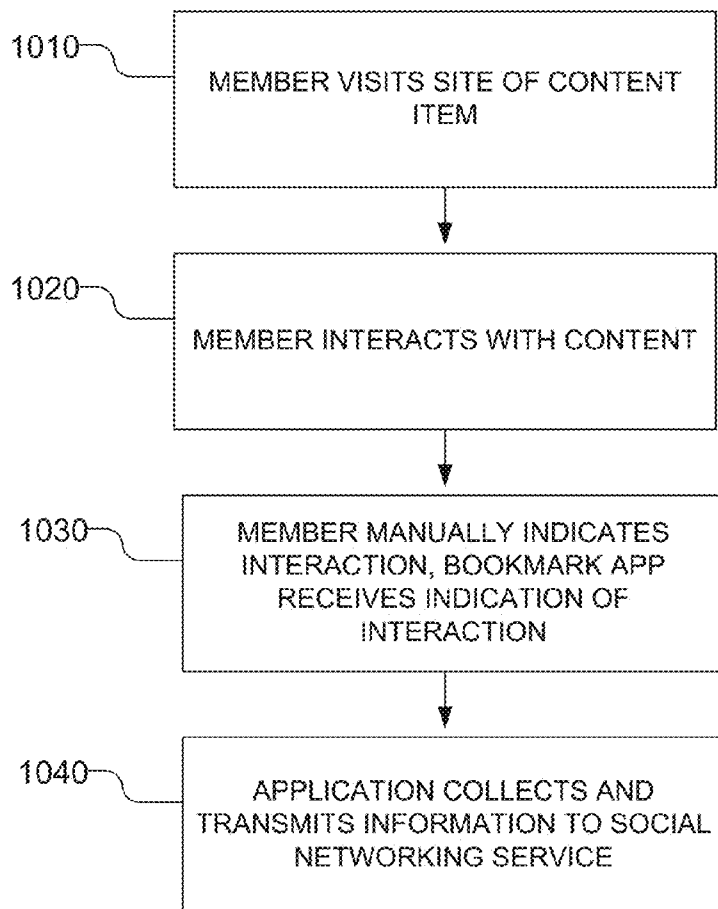 1010
MEMBER VISITS SITE OF CONTENT
ITEM
1020
MEMBER INTERACTS WITH CONTENT
1030
MEMBER MANUALLY INDICATES
INTERACTION, BOOKMARK APP
RECEIVES INDICATION OF
INTERACTION
1040
APPLICATION COLLECTS AND
TRANSMITS INFORMATION TO SOCIAL
NETWORKING SERVICE